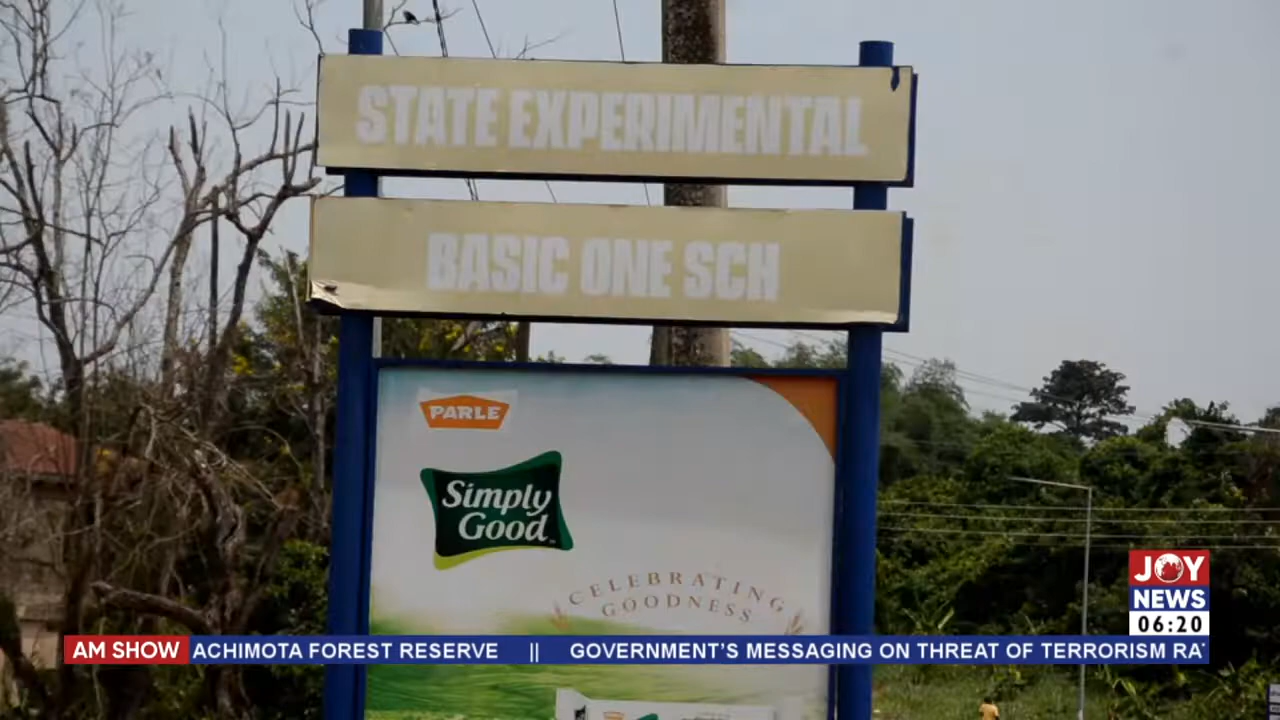 STATE EXPERIMENTAL
BASIC ONE SCH
PARLE
Simply
Good
CELEBRATING
GOODNESS
PARLE
JOY
NEWS
06:20
AM SHOW
ACHIMOTA FOREST RESERVE || GOVERNMENT'S MESSAGING ON THREAT OF TERRORISM RA